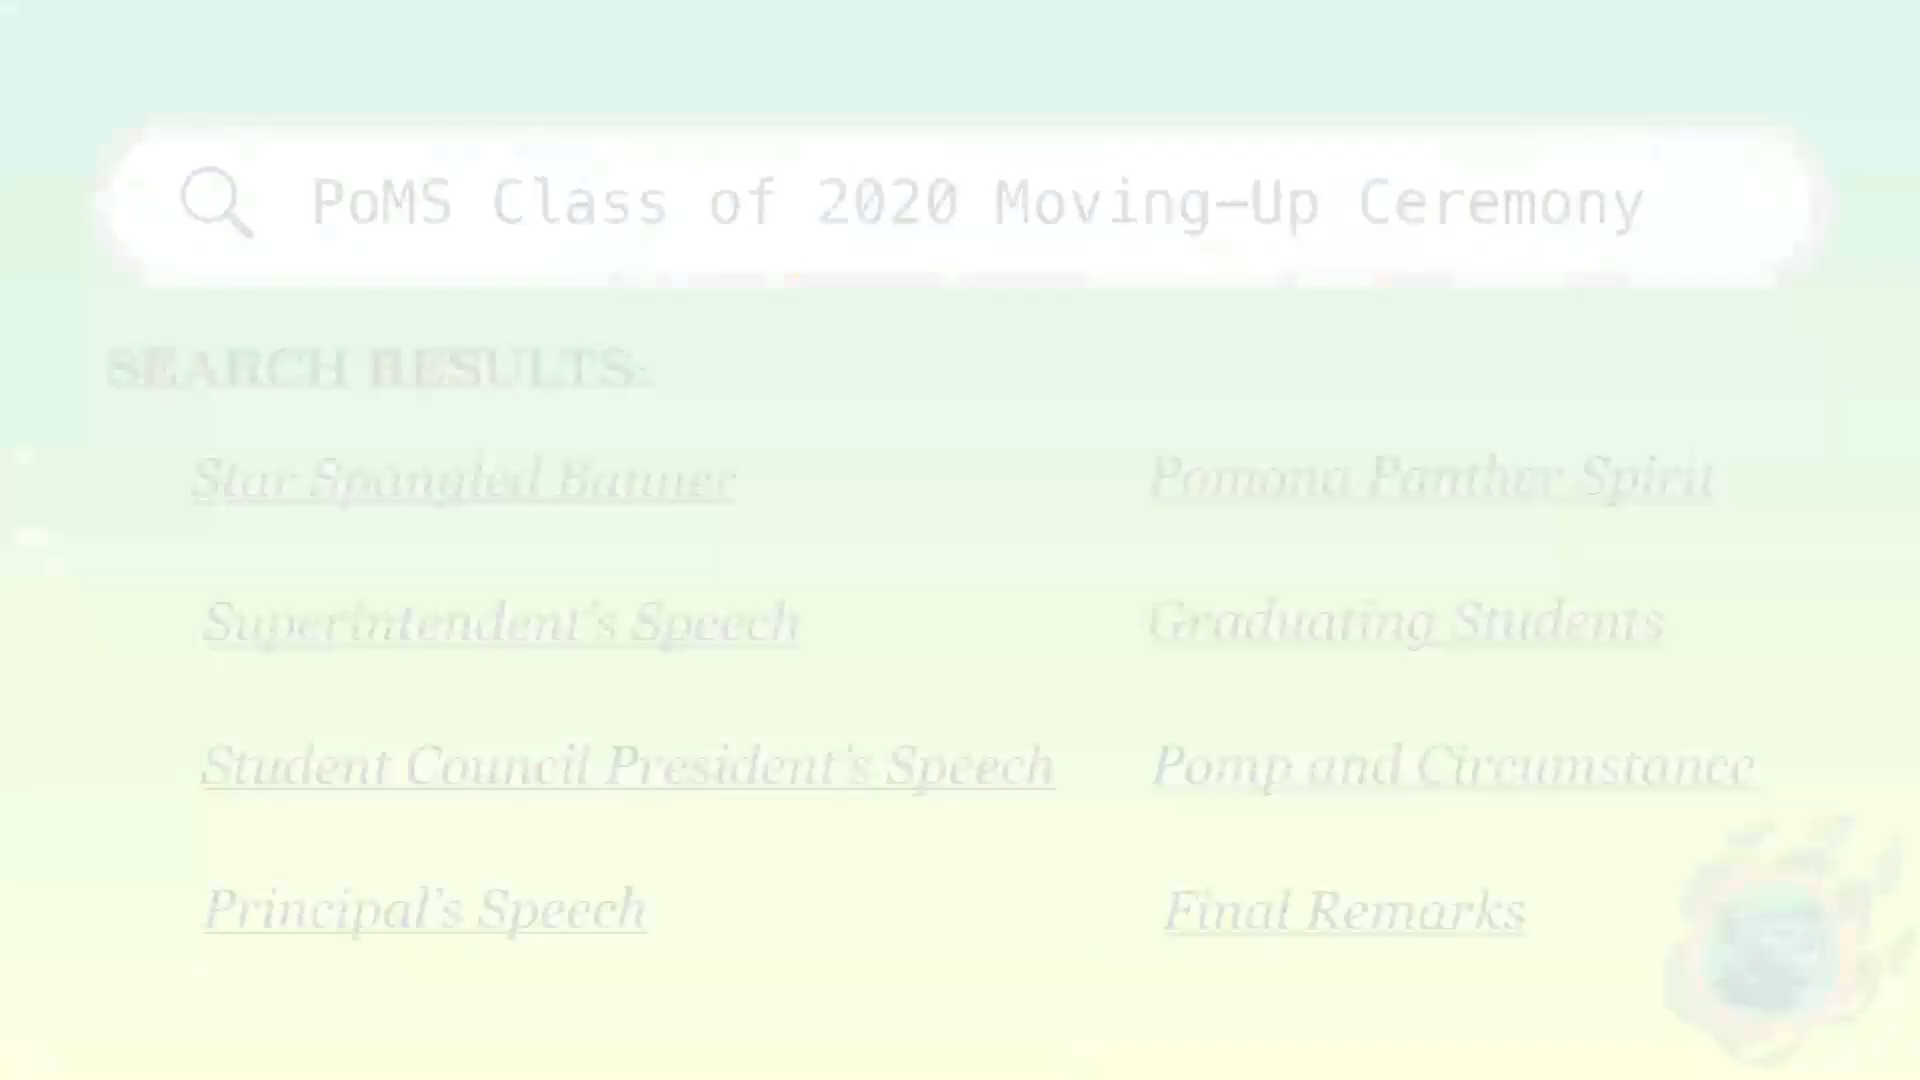 PoMS Class of 2020 Moving-Up Ceremony
SEARCH RESULTS:
Star Spangled Banner
Superintendent's Speech
Student Council President's Speech
Principal's Speech
Pomona Panther Spirit
Graduating Students
Pomp and Circumstance
Final Remarks